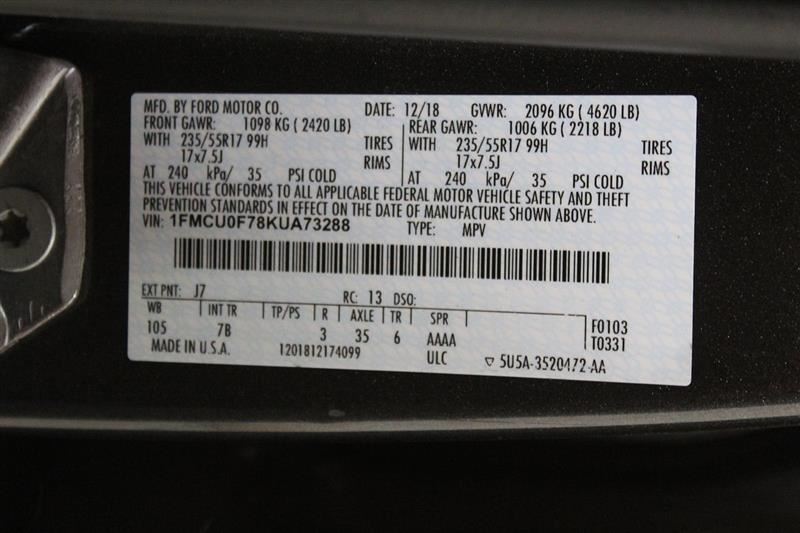 MFD. BY FORD MOTOR CO. DATE: 12/18 GVWR: 2096 KG ( 4620 LB)
FRONT GAWR: 1098 KG ( 2420 LB) REAR GAWR: 1006 KG ( 2218 LB)
WITH 235/55R17 99H TIRES WITH 235/55R17 99H TIRES
17x7.5J RIMS 17x7.5J RIMS
AT 240 kPa/ 35 PSI COLD AT 240 kPa/ 35 PSI COLD
THIS VEHICLE CONFORMS TO ALL APPLICABLE FEDERAL MOTOR VEHICLE SAFETY AND THEFT
PREVENTION STANDARDS IN EFFECT ON THE DATE OF MANUFACTURE SHOWN ABOVE.
VIN: 1FMCU0F78KUA73288 TYPE: MPV
EXT PNT: J7 RC: 13 DSO:
WB INT TR TP/PS R AXLE TR SPR F0103
105 7B 3 35 6 AAAA T0331
MADE IN U.S.A. 1201812174099 ULC ▽ 5U5A-3520472-AA